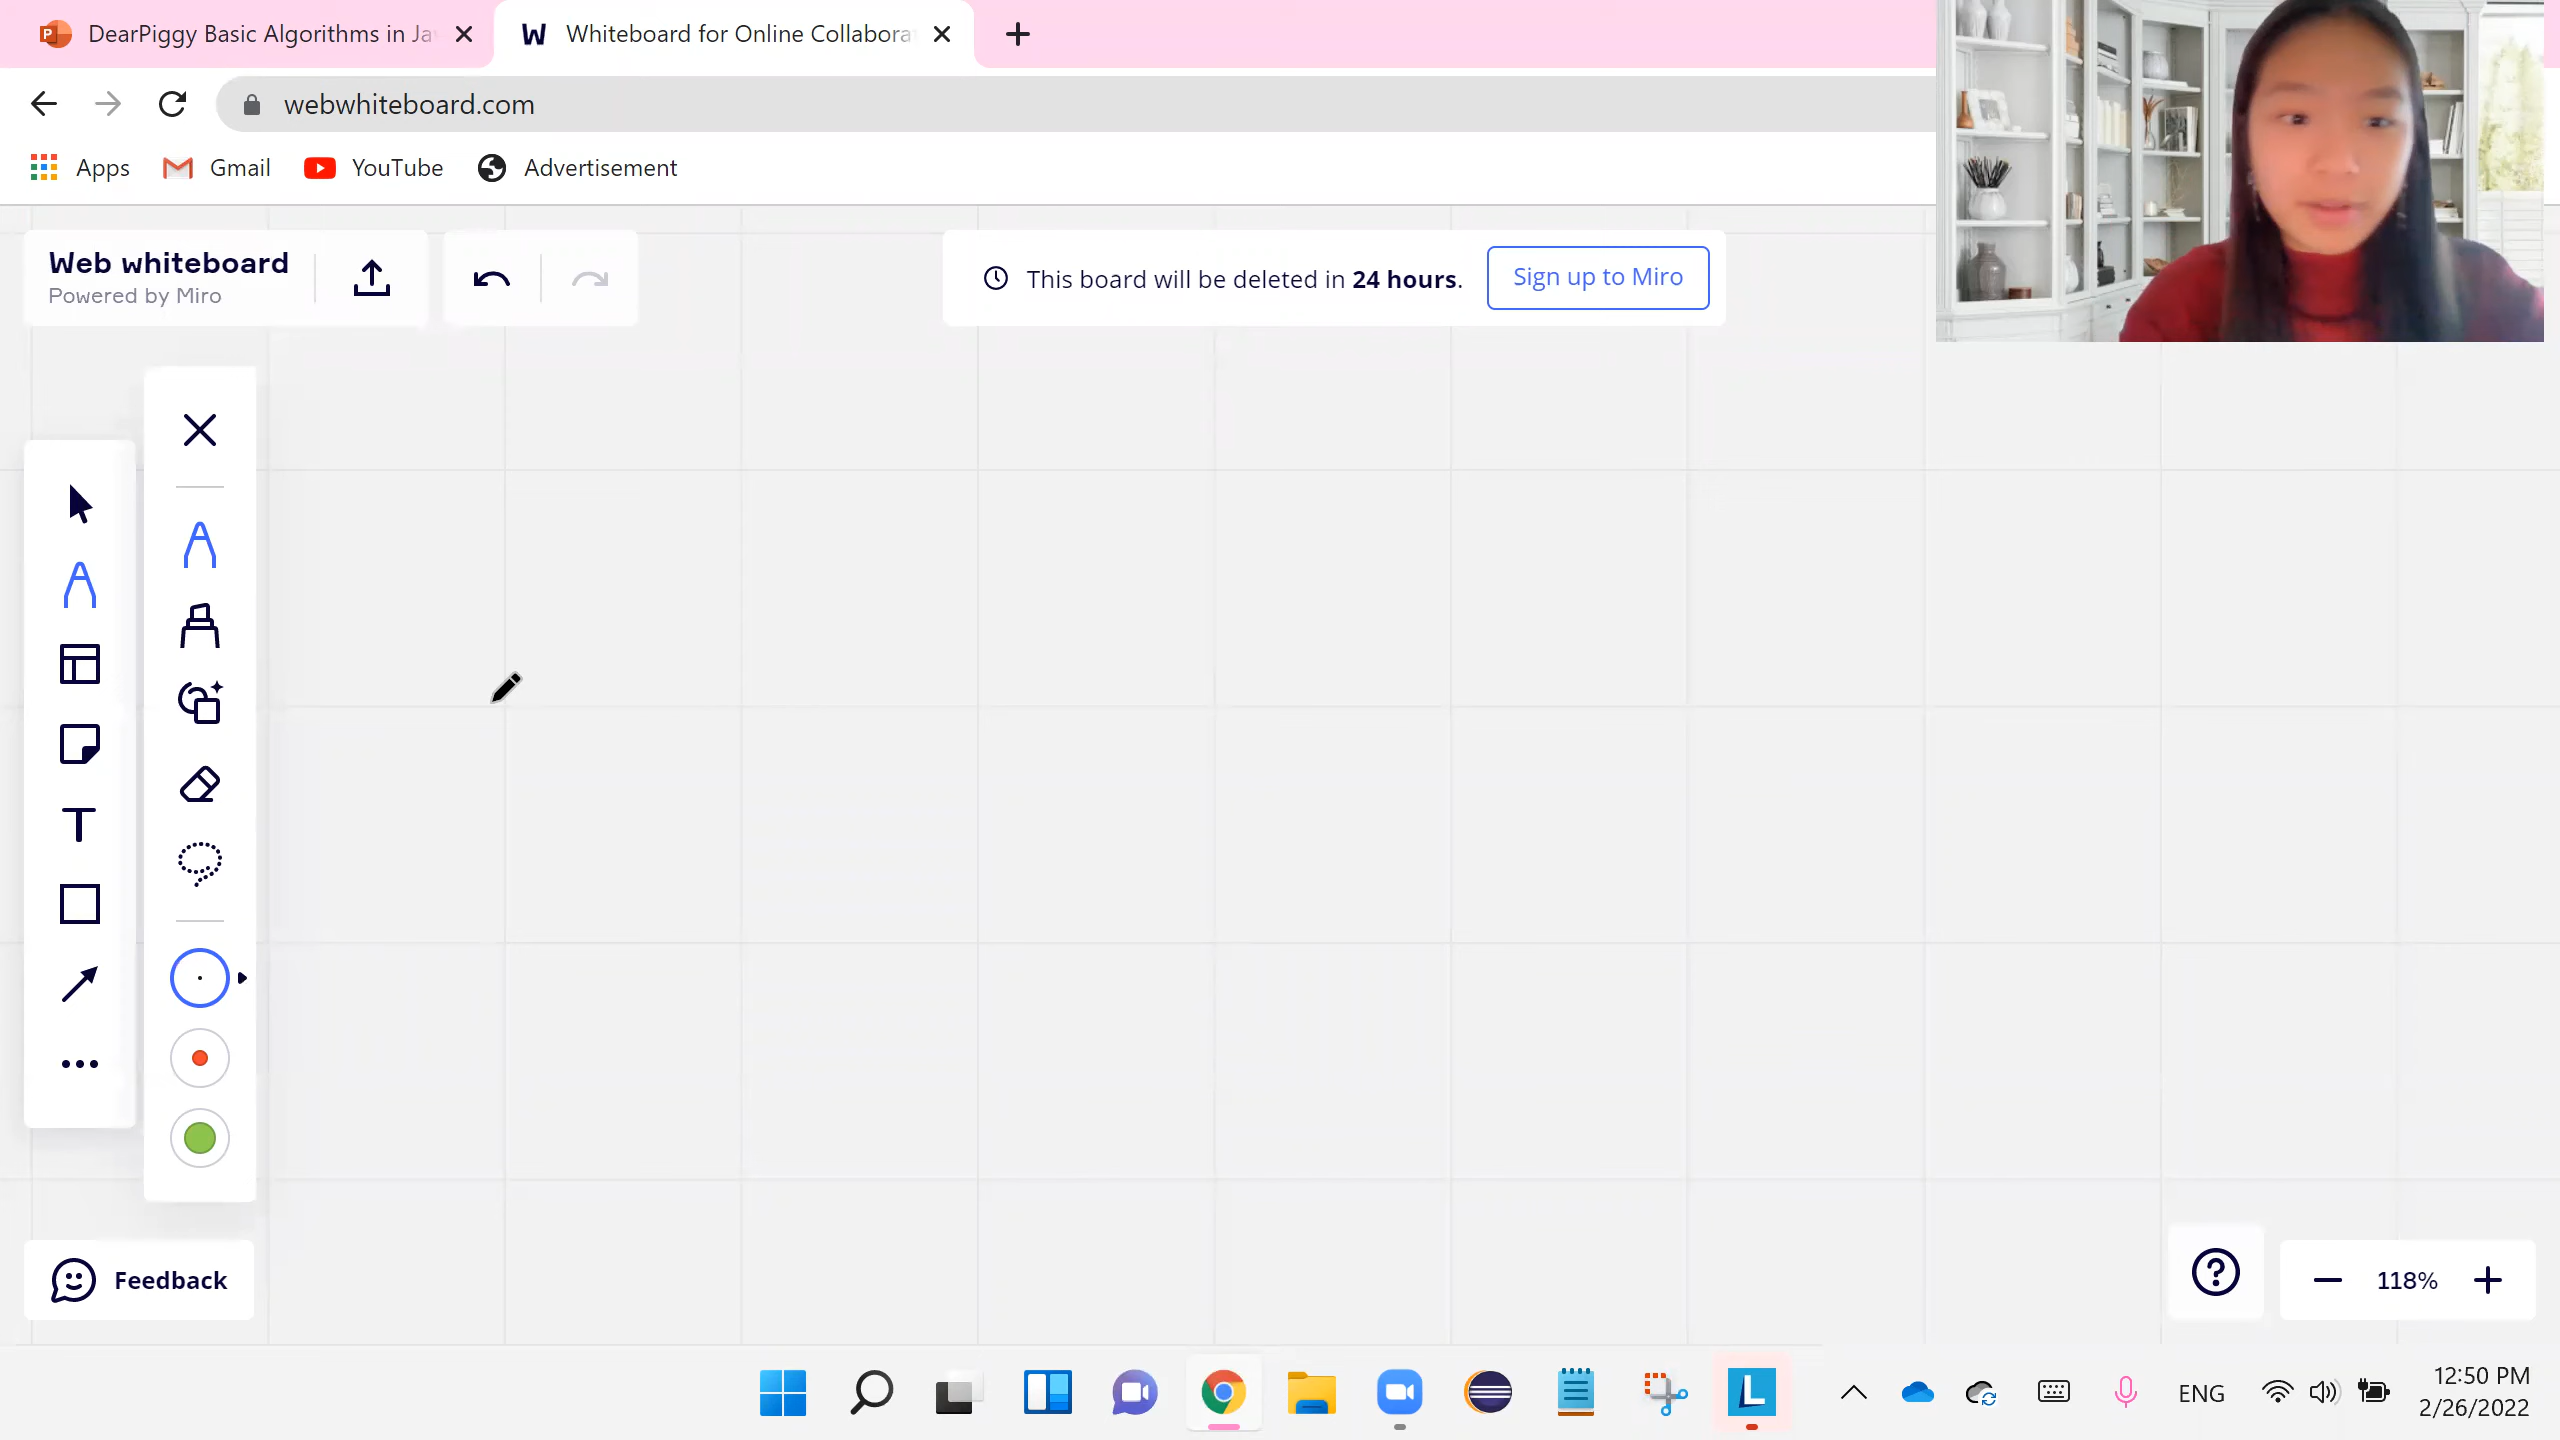 DearPiggy Basic Algorithms in Ja
Whiteboard for Online Collabora
webwhiteboard.com
Apps
Gmail
YouTube
Advertisement
Web whiteboard
Powered by Miro
This board will be deleted in 24 hours.
Sign up to Miro
Feedback
118%
ENG
12:50 PM
2/26/2022